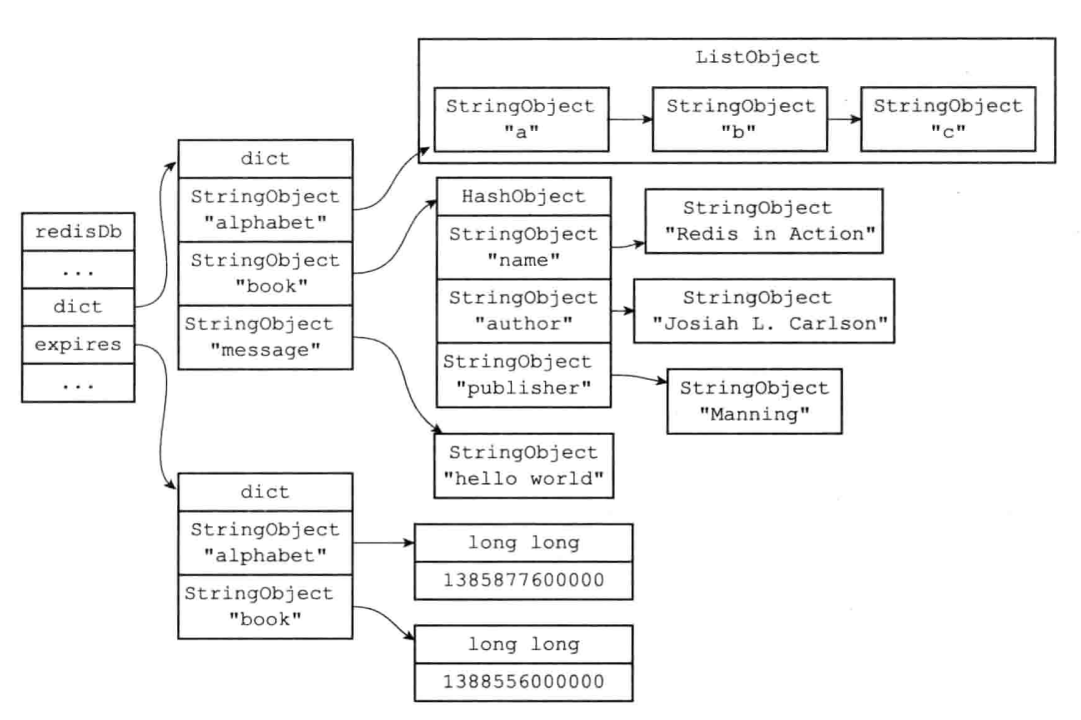 ListObject
StringObject
"a"
StringObject
"b"
StringObject
"c"
dict
StringObject
"alphabet"
StringObject
"book"
StringObject
"message"
redisDb
...
dict
expires
...
HashObject
StringObject
"name"
StringObject
"author"
StringObject
"publisher"
StringObject
"Redis in Action"
StringObject
"Josiah L. Carlson"
StringObject
"Manning"
StringObject
"hello world"
dict
StringObject
"alphabet"
StringObject
"book"
long long
1385877600000
long long
1388556000000